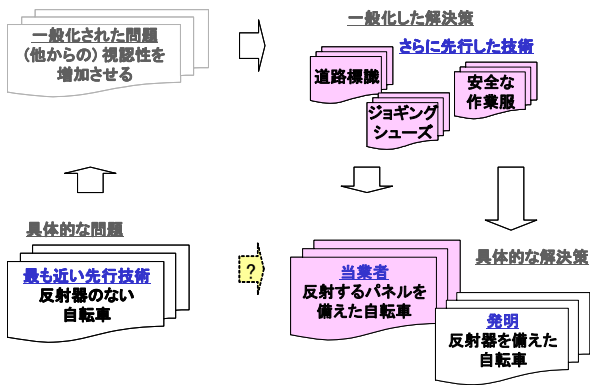 一般化された問題
(他からの) 視認性を
増加させる
一般化した解決策
さらに先行した技術
道路標識
ジョギング
シューズ
安全な
作業服
具体的な問題
最も近い先行技術
反射器のない
自転車
?
当業者
反射するパネルを
備えた自転車
具体的な解決策
発明
反射器を備えた
自転車